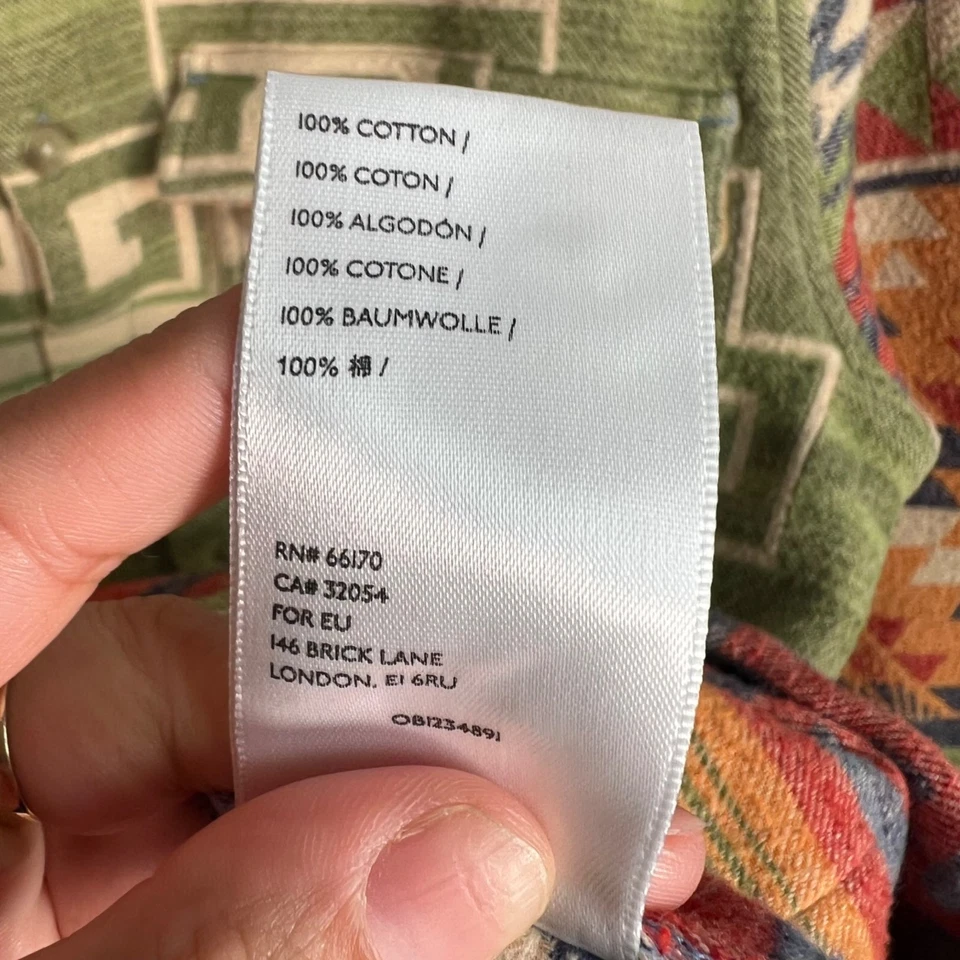 100% COTTON /
100% COTON /
100% ALGODÓN /
100% COTONE /
100% BAUMWOLLE /
100% 棉 /
RN# 66170
CA# 32054
FOR EU
146 BRICK LANE
LONDON, E1 6RU
OB1234891